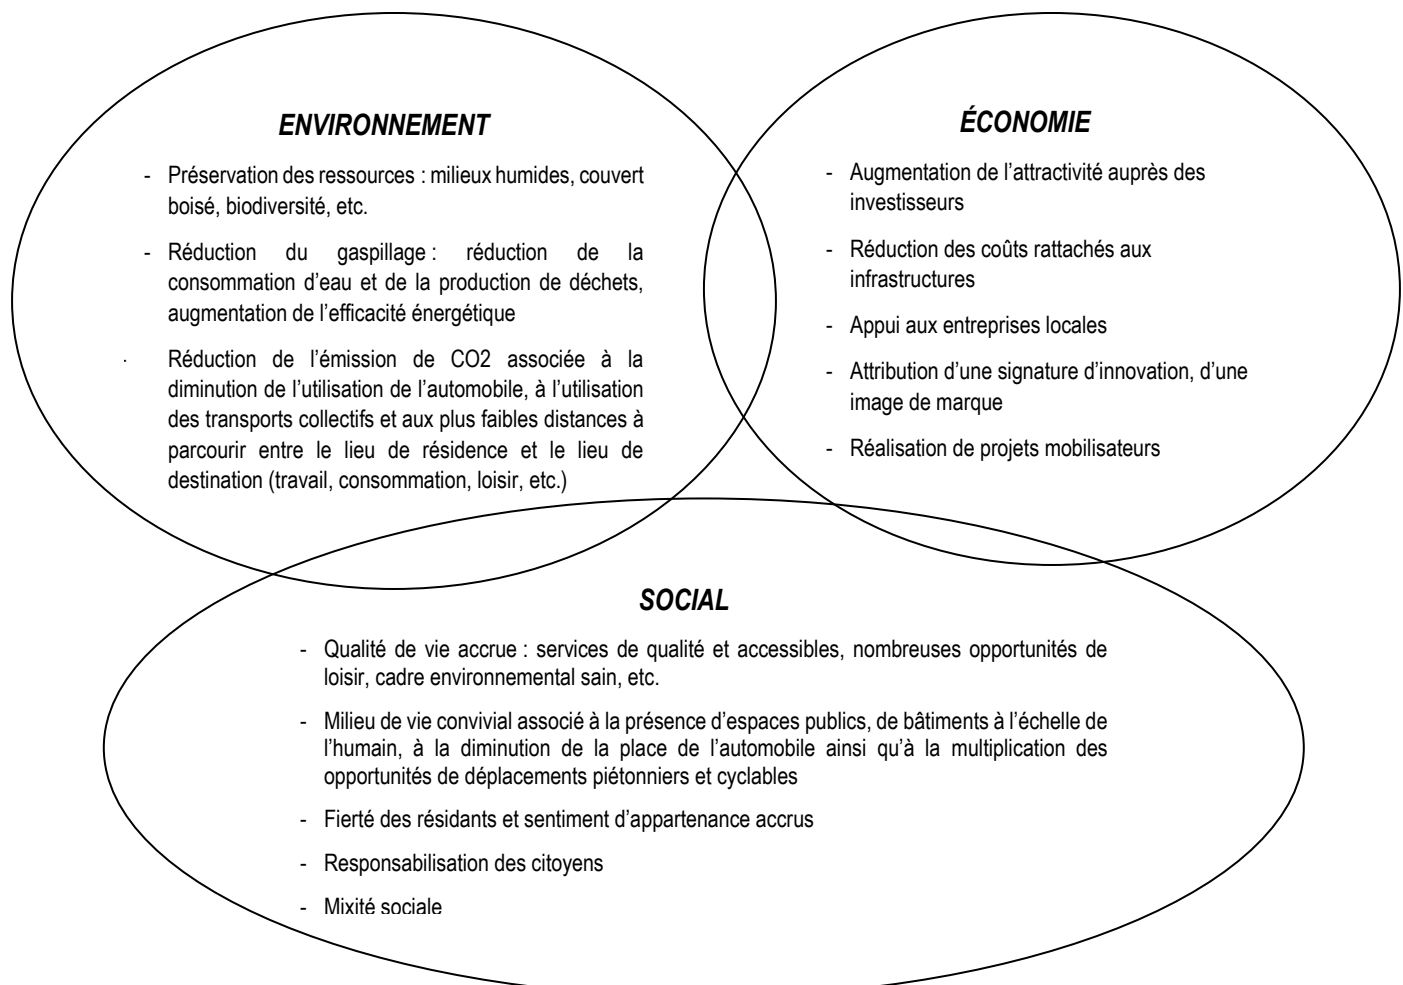 ENVIRONNEMENT
- Préservation des ressources : milieux humides, couvert
boisé, biodiversité, etc.
- Réduction du gaspillage : réduction de la
consommation d’eau et de la production de déchets,
augmentation de l’efficacité énergétique
· Réduction de l’émission de CO2 associée à la
diminution de l’utilisation de l’automobile, à l’utilisation
des transports collectifs et aux plus faibles distances à
parcourir entre le lieu de résidence et le lieu de
destination (travail, consommation, loisir, etc.)
ÉCONOMIE
- Augmentation de l’attractivité auprès des
investisseurs
- Réduction des coûts rattachés aux
infrastructures
- Appui aux entreprises locales
- Attribution d’une signature d’innovation, d’une
image de marque
- Réalisation de projets mobilisateurs
SOCIAL
- Qualité de vie accrue : services de qualité et accessibles, nombreuses opportunités de
loisir, cadre environnemental sain, etc.
- Milieu de vie convivial associé à la présence d’espaces publics, de bâtiments à l’échelle de
l’humain, à la diminution de la place de l’automobile ainsi qu’à la multiplication des
opportunités de déplacements piétonniers et cyclables
- Fierté des résidants et sentiment d’appartenance accrus
- Responsabilisation des citoyens
- Mixité sociale